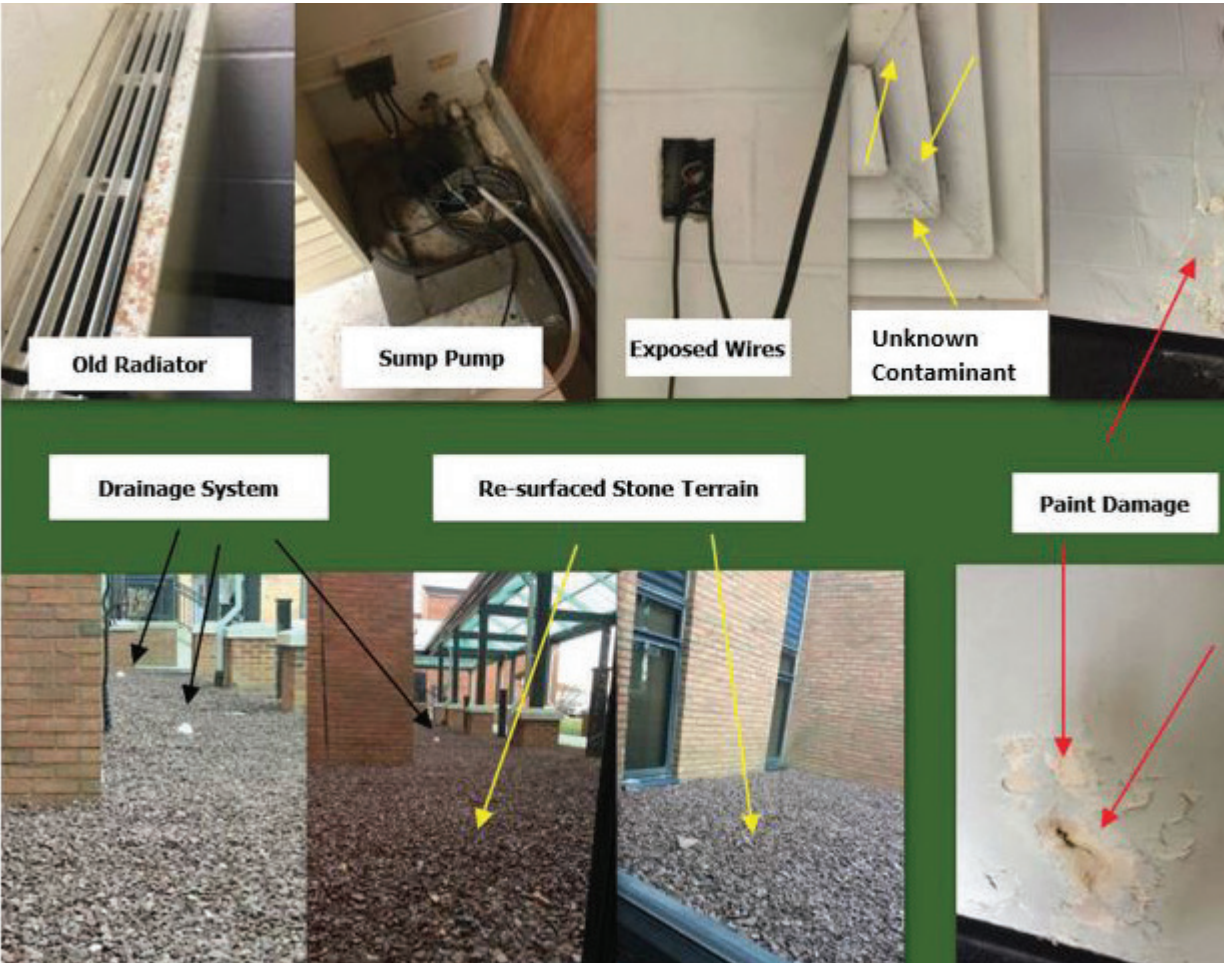 Old Radiator
Sump Pump
Exposed Wires
Unknown
Contaminant
Drainage System
Re-surfaced Stone Terrain
Paint Damage